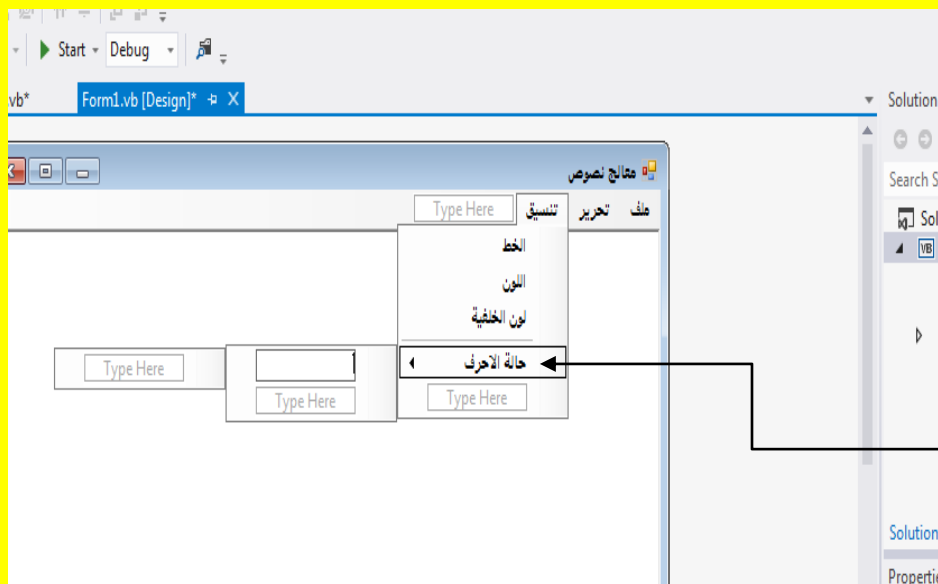 Start Debug
.vb* Form1.vb [Design]* Solution
معالج نصوص
Search S
ملف تحرير تنسيق Type Here
Sol
VB
الخط
اللون
لون الخلفية
حالة الاحرف
Type Here
Type Here
Type Here
Solution
Properti